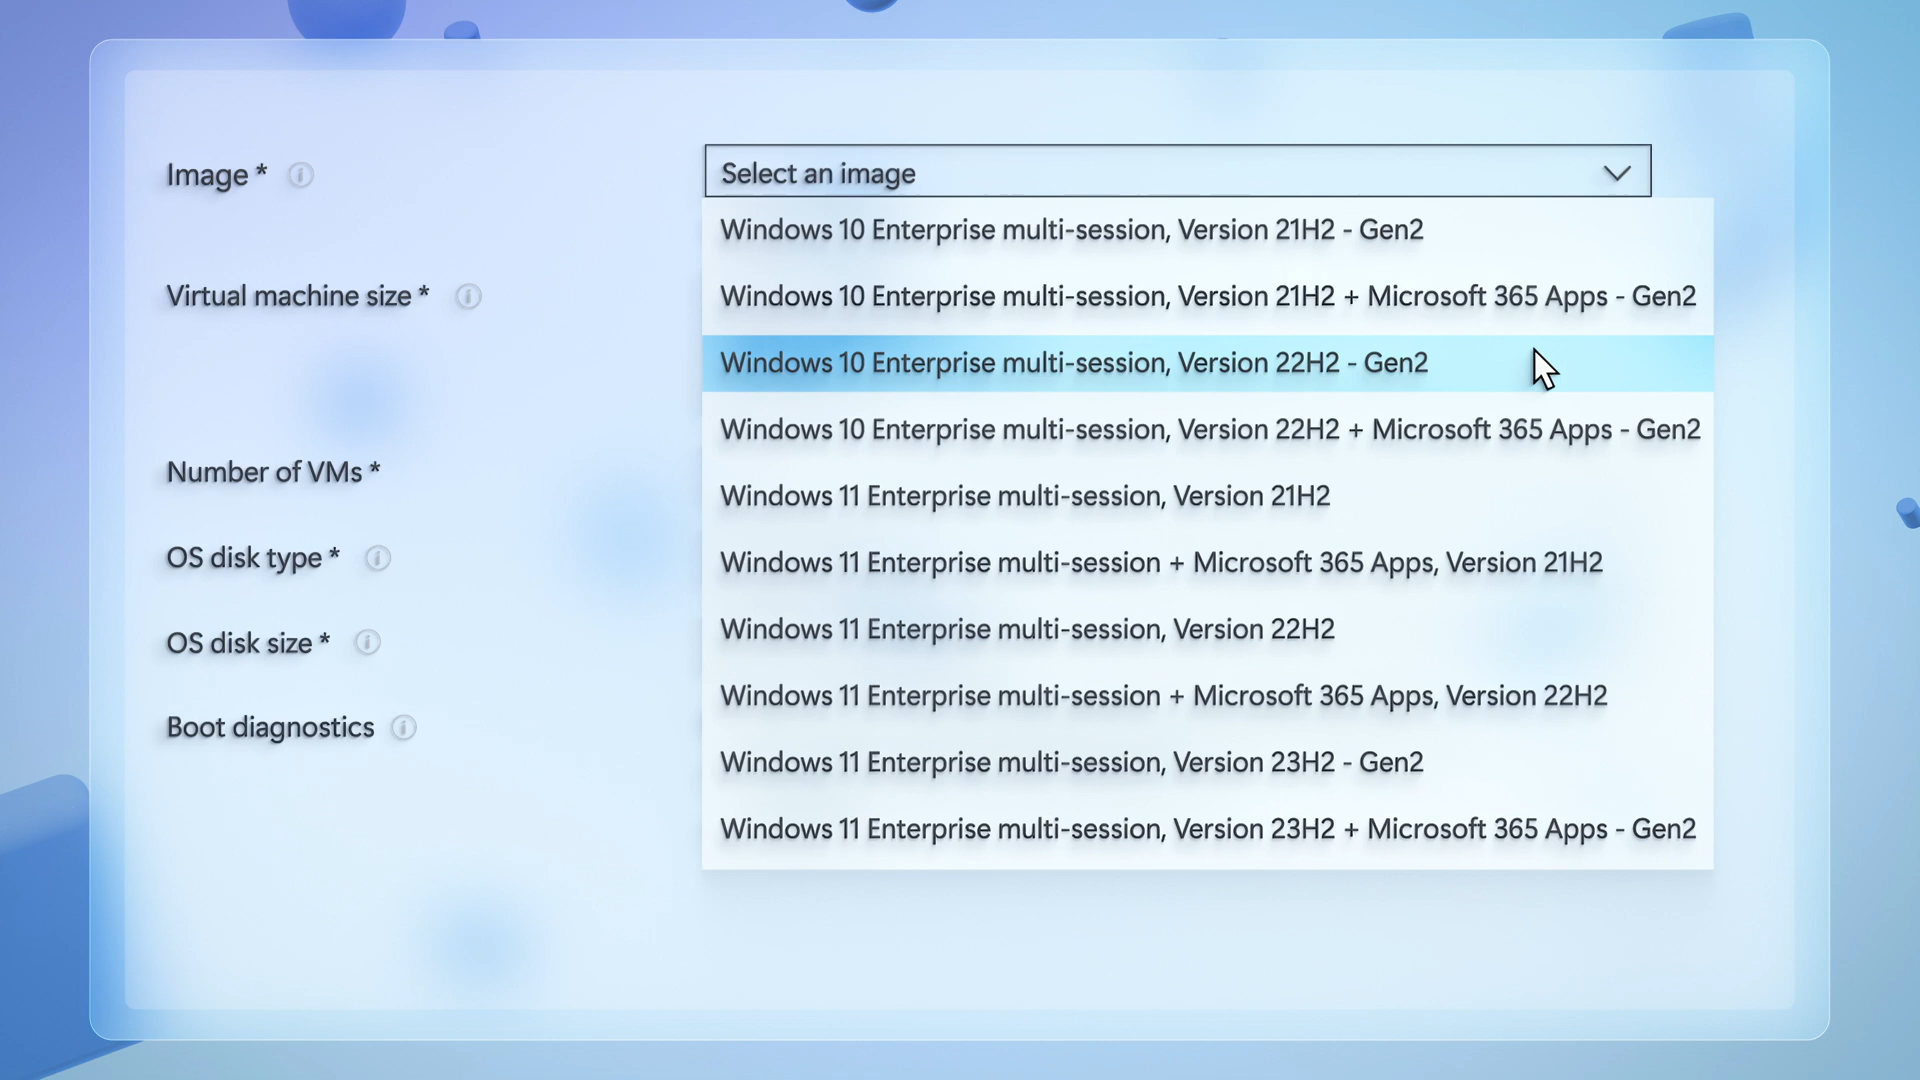 Image *
Select an image
Windows 10 Enterprise multi-session, Version 21H2 - Gen2
Virtual machine size *
Windows 10 Enterprise multi-session, Version 21H2 + Microsoft 365 Apps - Gen2
Windows 10 Enterprise multi-session, Version 22H2 - Gen2
Windows 10 Enterprise multi-session, Version 22H2 + Microsoft 365 Apps - Gen2
Number of VMs *
Windows 11 Enterprise multi-session, Version 21H2
OS disk type *
Windows 11 Enterprise multi-session + Microsoft 365 Apps, Version 21H2
OS disk size *
Windows 11 Enterprise multi-session, Version 22H2
Windows 11 Enterprise multi-session + Microsoft 365 Apps, Version 22H2
Boot diagnostics
Windows 11 Enterprise multi-session, Version 23H2 - Gen2
Windows 11 Enterprise multi-session, Version 23H2 + Microsoft 365 Apps - Gen2